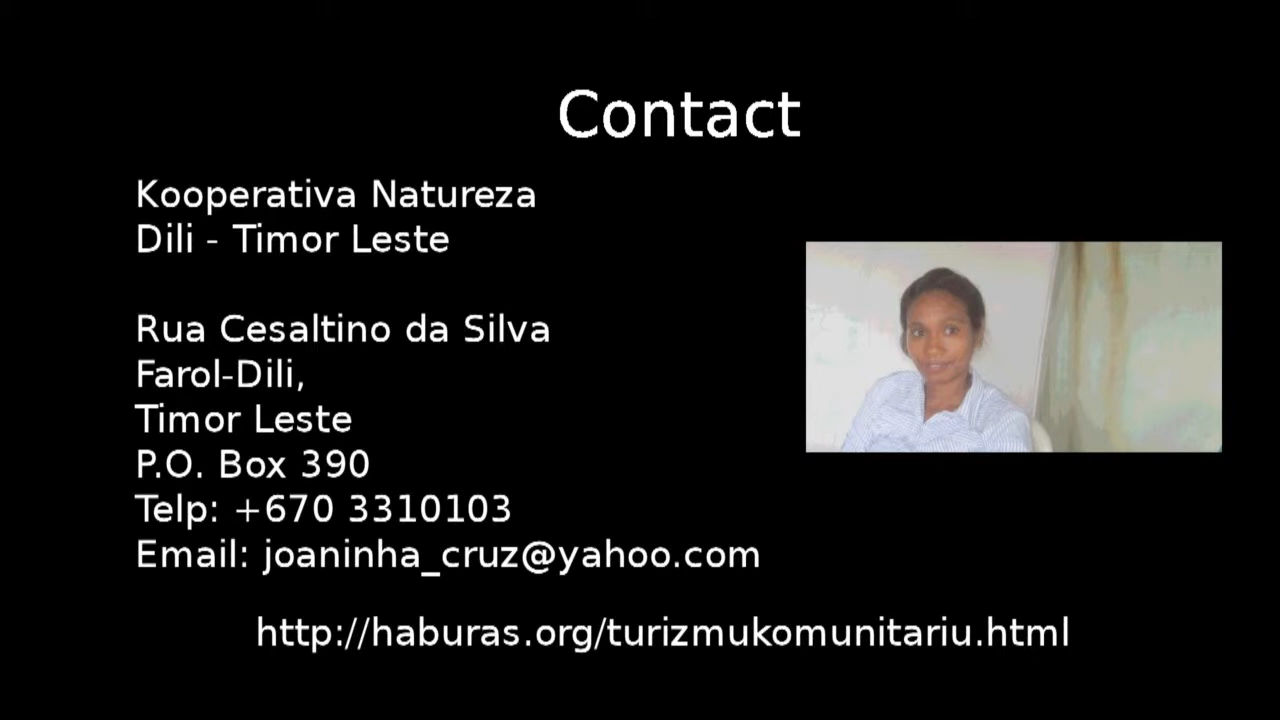 Contact
Kooperativa Natureza
Dili - Timor Leste
Rua Cesaltino da Silva
Farol-Dili,
Timor Leste
P.O. Box 390
Telp: +670 3310103
Email: joaninha_cruz@yahoo.com
http://haburas.org/turizmukomunitariu.html